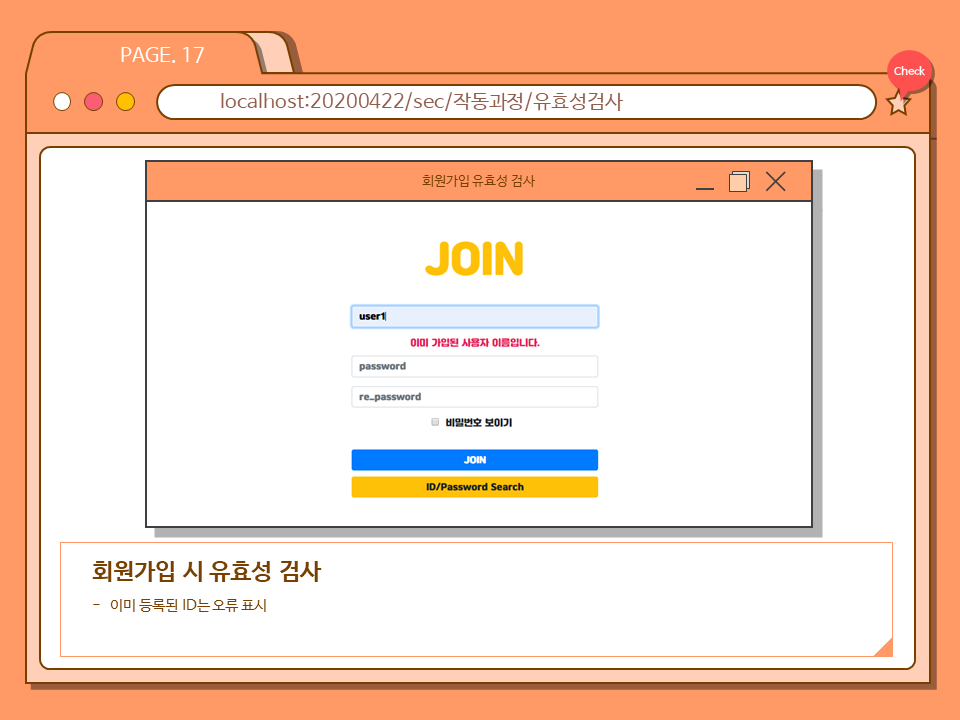 PAGE. 17
Check
localhost:20200422/sec/작동과정/유효성검사
회원가입 유효성 검사
JOIN
user1
이미 가입된 사용자 이름입니다.
password
re_password
비밀번호 보이기
JOIN
ID/Password Search
회원가입 시 유효성 검사
- 이미 등록된 ID는 오류 표시